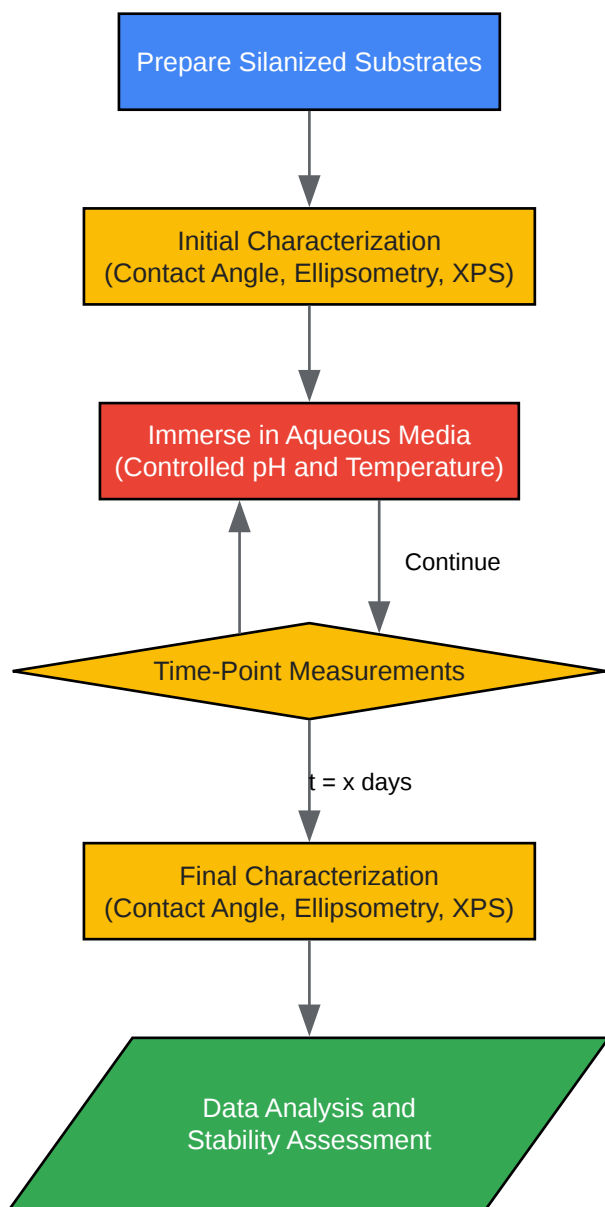 Prepare Silanized Substrates
Initial Characterization
(Contact Angle, Ellipsometry, XPS)
Immerse in Aqueous Media
(Controlled pH and Temperature)
Continue
Time-Point Measurements
t = x days
Final Characterization
(Contact Angle, Ellipsometry, XPS)
Data Analysis and
Stability Assessment